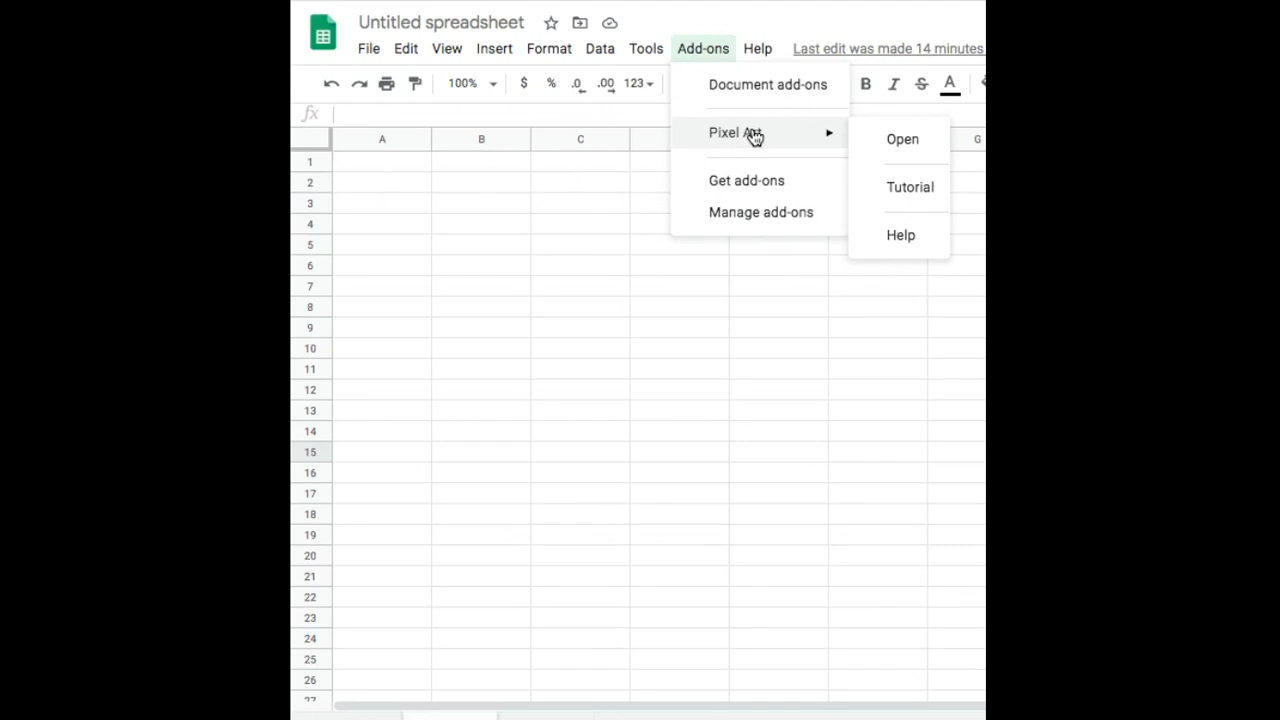 Untitled spreadsheet
File Edit View Insert Format Data Tools Add-ons Help Last edit was made 14 minutes
100% $ % .0 .00 123 B I S A
Document add-ons
fx
Pixel Art
Open
A B C G
Get add-ons
Tutorial
Manage add-ons
Help
1
2
3
4
5
6
7
8
9
10
11
12
13
14
15
16
17
18
19
20
21
22
23
24
25
26
27